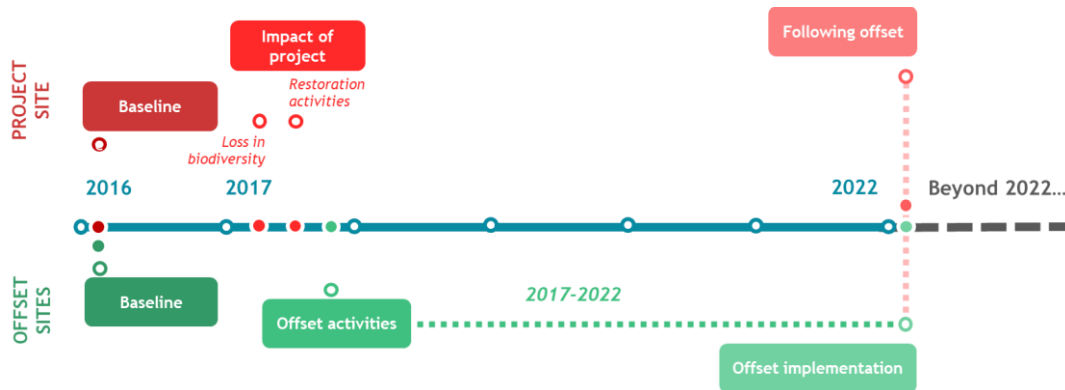 Following offset
Impact of
project
PROJECT
SITE
Baseline
Restoration
activities
Loss in
biodiversity
2016
2017
2022
Beyond 2022...
OFFSET
SITES
Baseline
2017-2022
Offset activities
Offset implementation